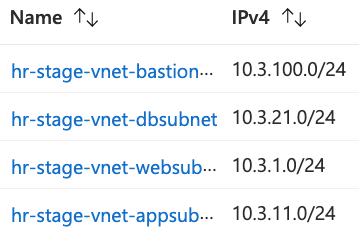 Name ↑↓ IPv4 ↑↓
hr-stage-vnet-bastion··· 10.3.100.0/24
hr-stage-vnet-dbsubnet 10.3.21.0/24
hr-stage-vnet-websub··· 10.3.1.0/24
hr-stage-vnet-appsub··· 10.3.11.0/24